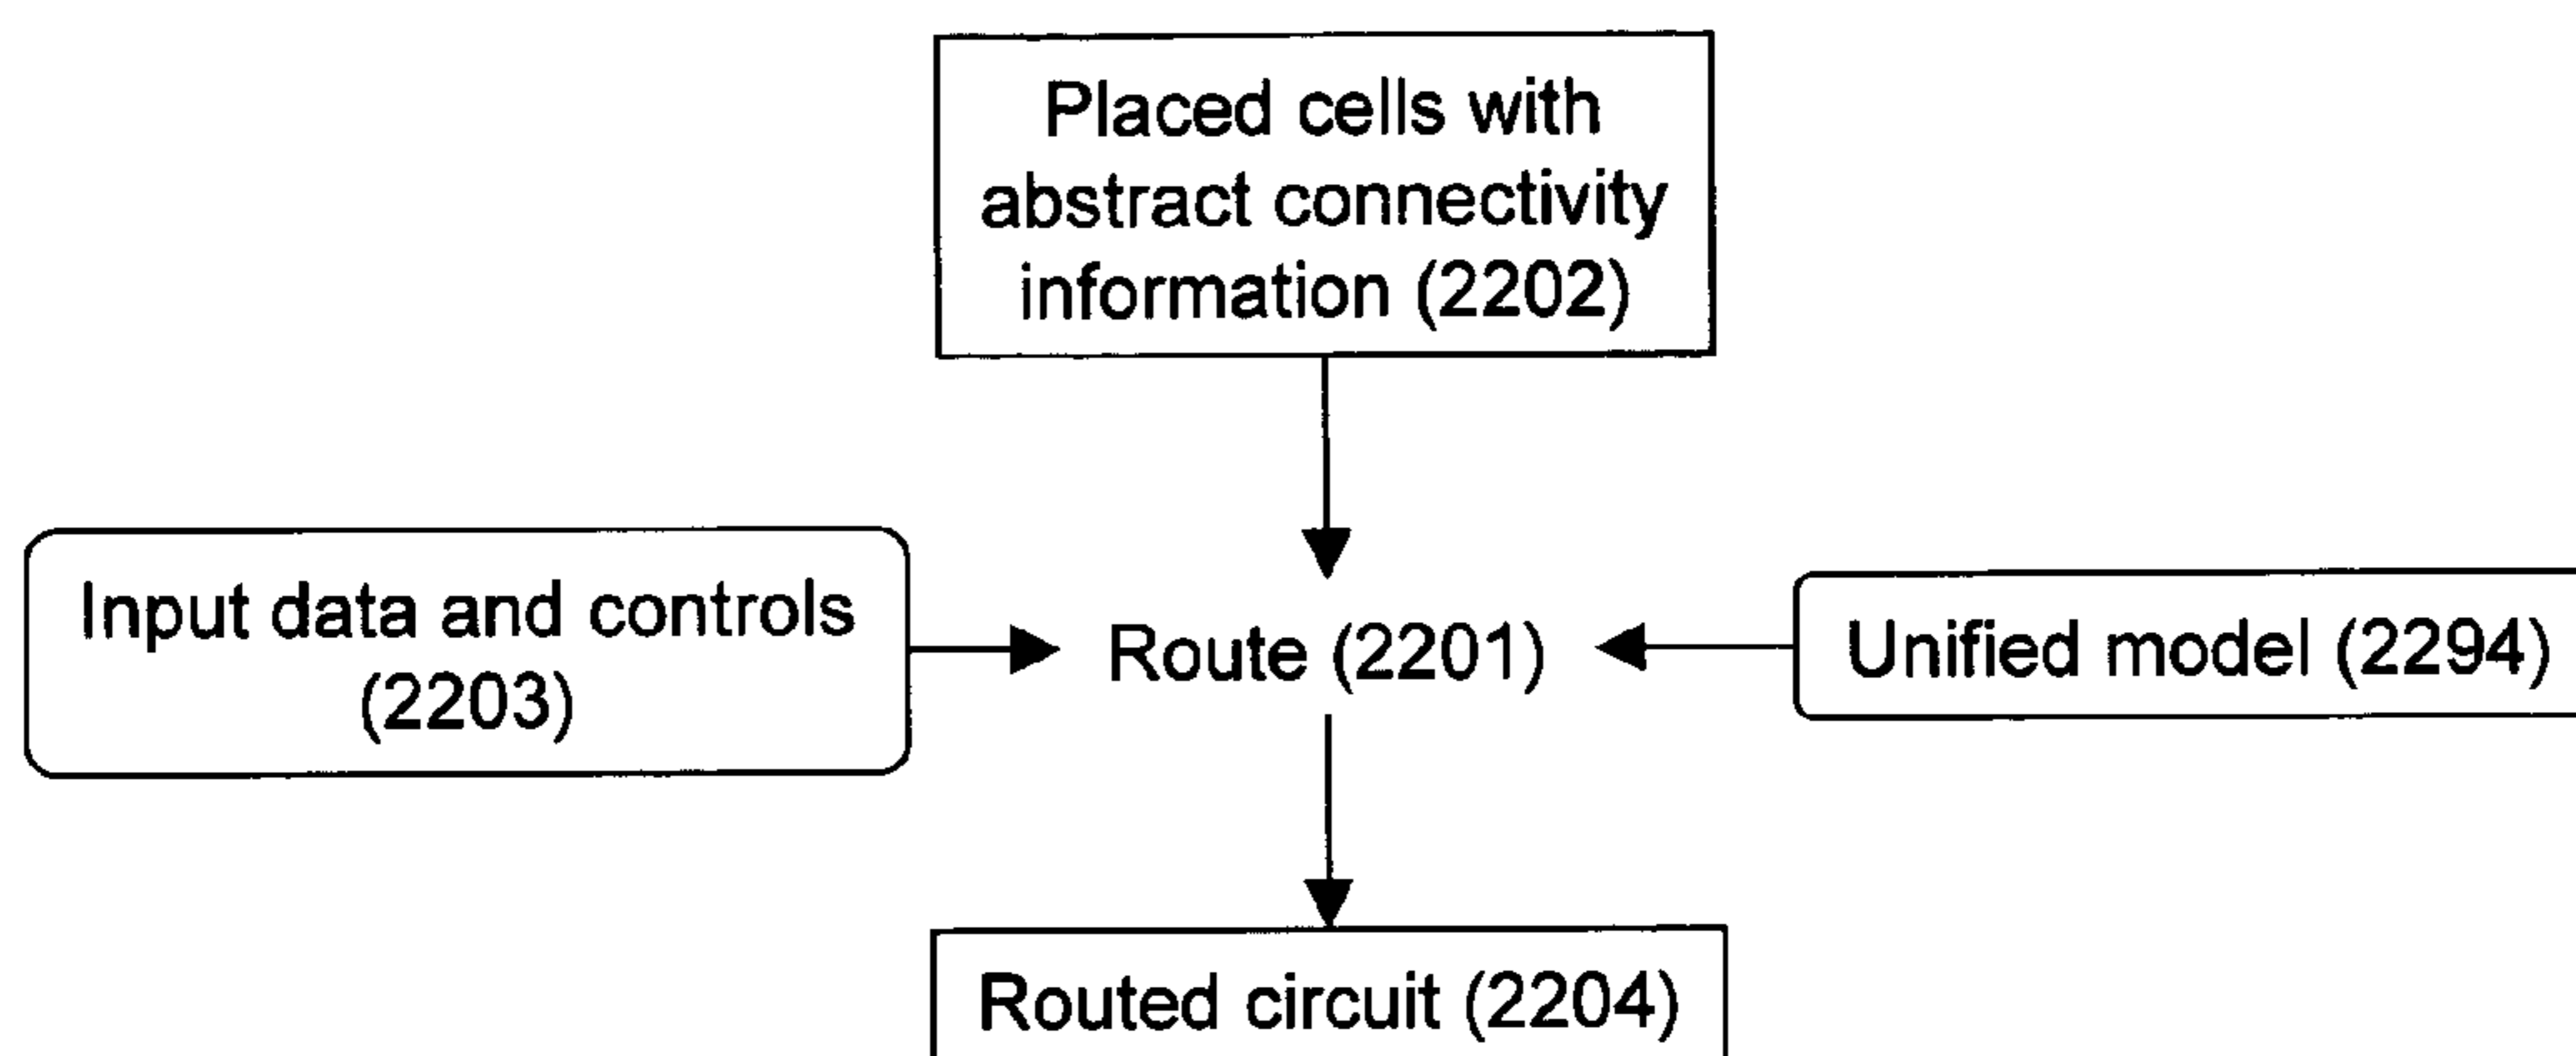 Placed cells with
abstract connectivity
information (2202)
Input data and controls
(2203)
Route (2201)
Unified model (2294)
Routed circuit (2204)